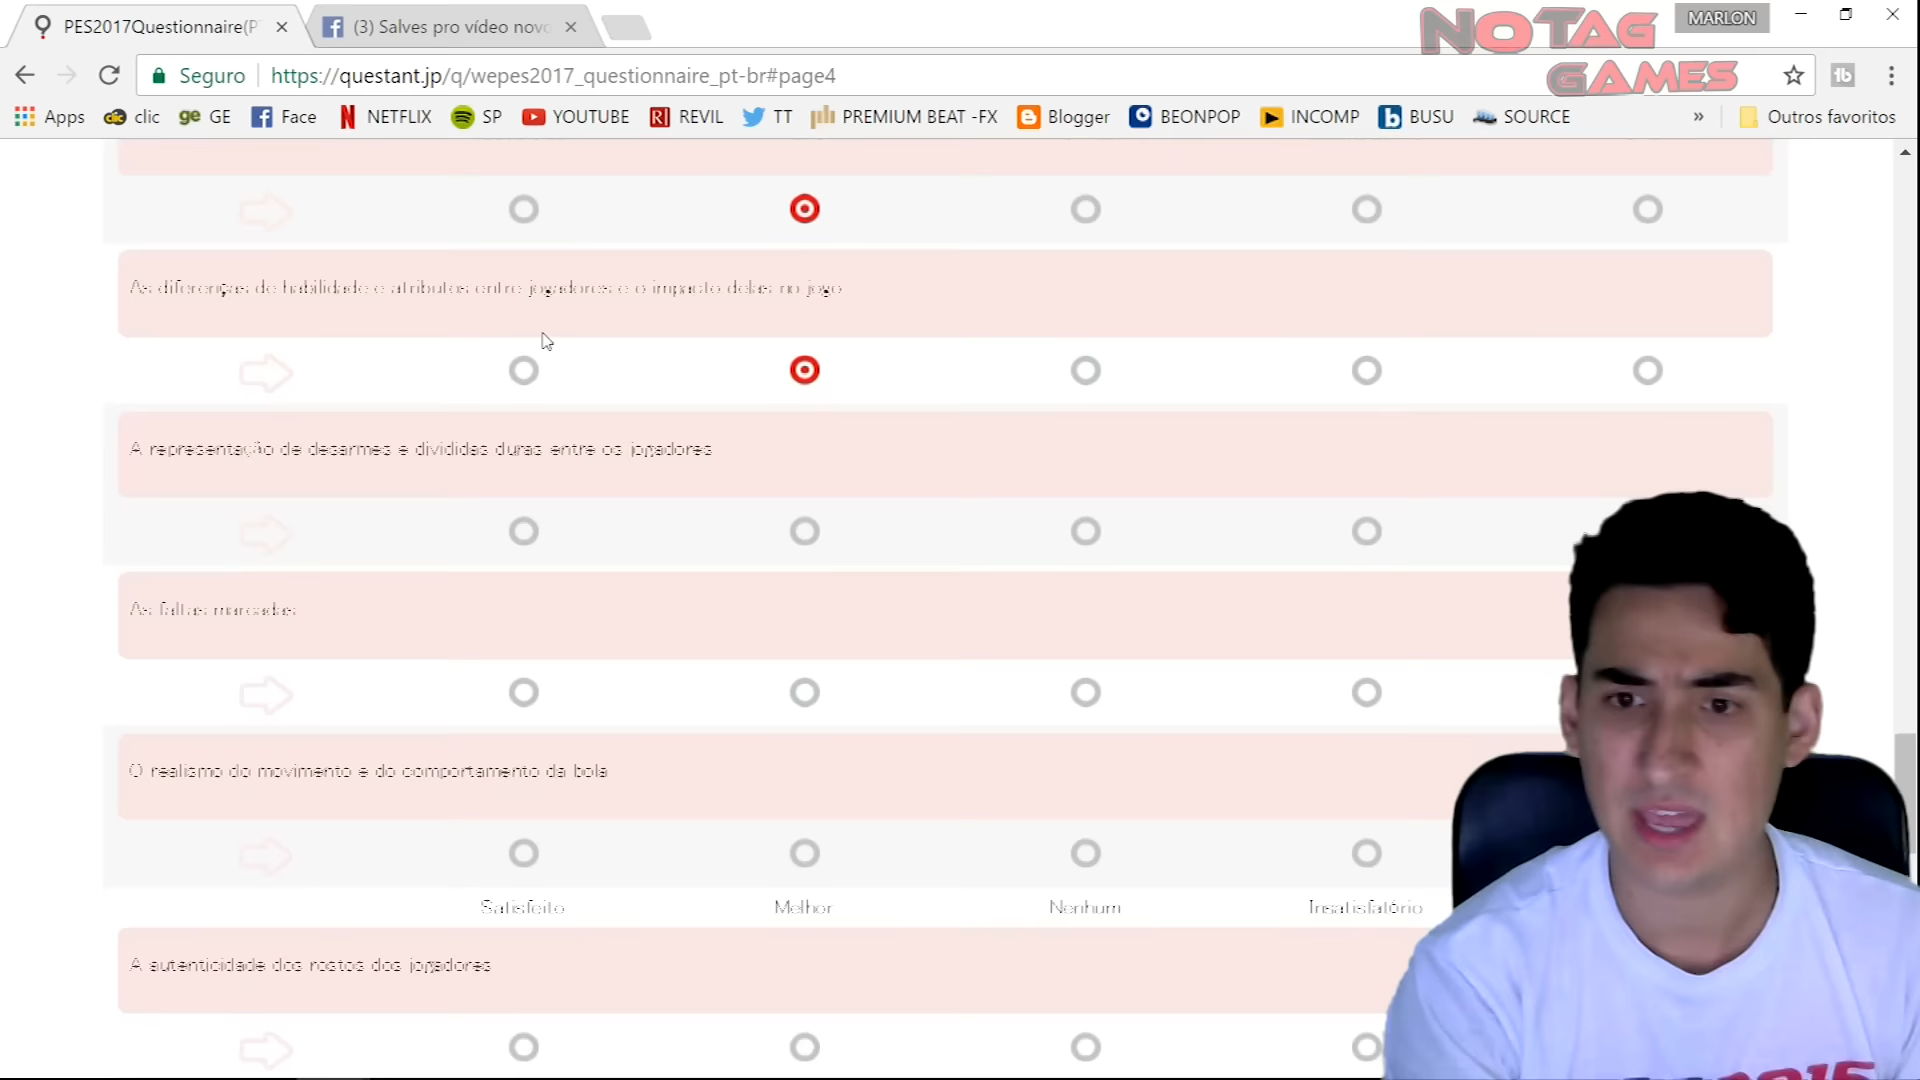 PES2017Questionnaire(P
(3) Salves pro vídeo novo
NoTag
Games
MARLON
Seguro
https://questant.jp/q/wepes2017_questionnaire_pt-br#page4
Apps
clic
GE
Face
NETFLIX
SP
YOUTUBE
REVIL
TT
PREMIUM BEAT -FX
Blogger
BEONPOP
INCOMP
BUSU
SOURCE
»
Outros favoritos
As diferenças de habilidade e atributos entre jogadores e o impacto delas no jogo
A representação de desarmes e divididas duras entre os jogadores
As faltas marcadas
O realismo do movimento e do comportamento da bola
Satisfeito
Melhor
Nenhum
Insatisfatório
A autenticidade dos rostos dos jogadores